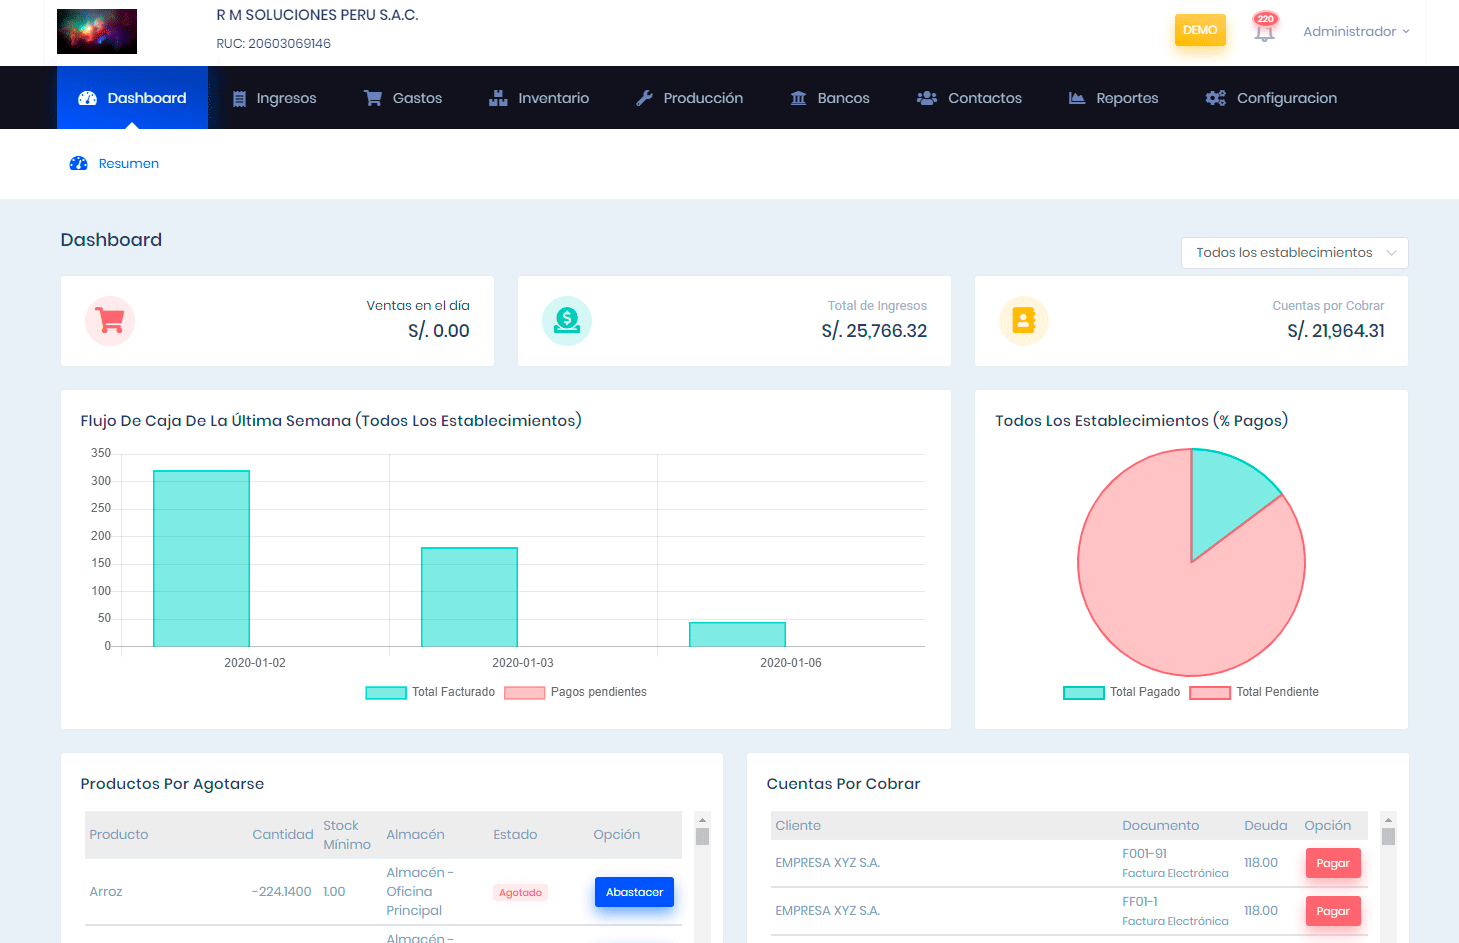 R M SOLUCIONES PERU S.A.C.
RUC: 20603069146
DEMO
220
Administrador
Dashboard
Ingresos
Gastos
Inventario
Producción
Bancos
Contactos
Reportes
Configuracion
Resumen
Dashboard
Todos los establecimientos
Ventas en el día
S/. 0.00
Total de Ingresos
S/. 25,766.32
Cuentas por Cobrar
S/. 21,964.31
Flujo De Caja De La Última Semana (Todos Los Establecimientos)
350
300
250
200
150
100
50
0
2020-01-02
2020-01-03
2020-01-06
Total Facturado
Pagos pendientes
Todos Los Establecimientos (% Pagos)
Total Pagado
Total Pendiente
Productos Por Agotarse
Producto
Cantidad
Stock
Mínimo
Almacén
Estado
Opción
Arroz
-224.1400
1.00
Almacén -
Oficina
Principal
Agotado
Abastacer
Almacén -
Cuentas Por Cobrar
Cliente
Documento
Deuda
Opción
EMPRESA XYZ S.A.
F001-91
Factura Electrónica
118.00
Pagar
EMPRESA XYZ S.A.
FF01-1
Factura Electrónica
118.00
Pagar